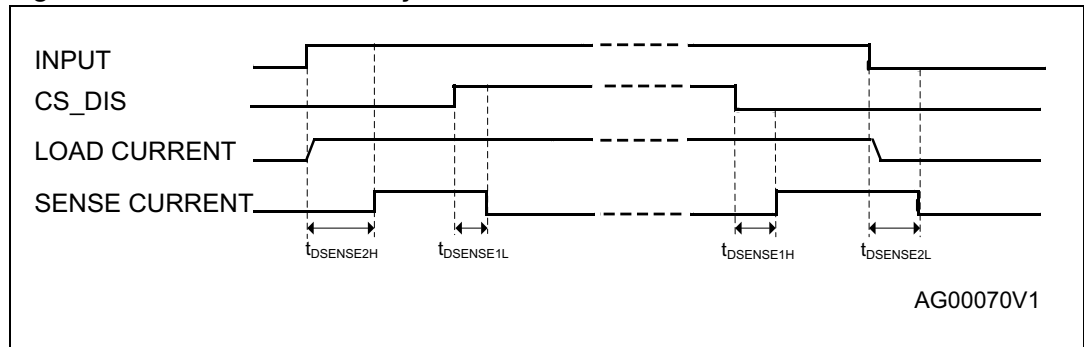 INPUT
CS_DIS
LOAD CURRENT
SENSE CURRENT
tDSENSE2H
tDSENSE1L
tDSENSE1H
tDSENSE2L
AG00070V1